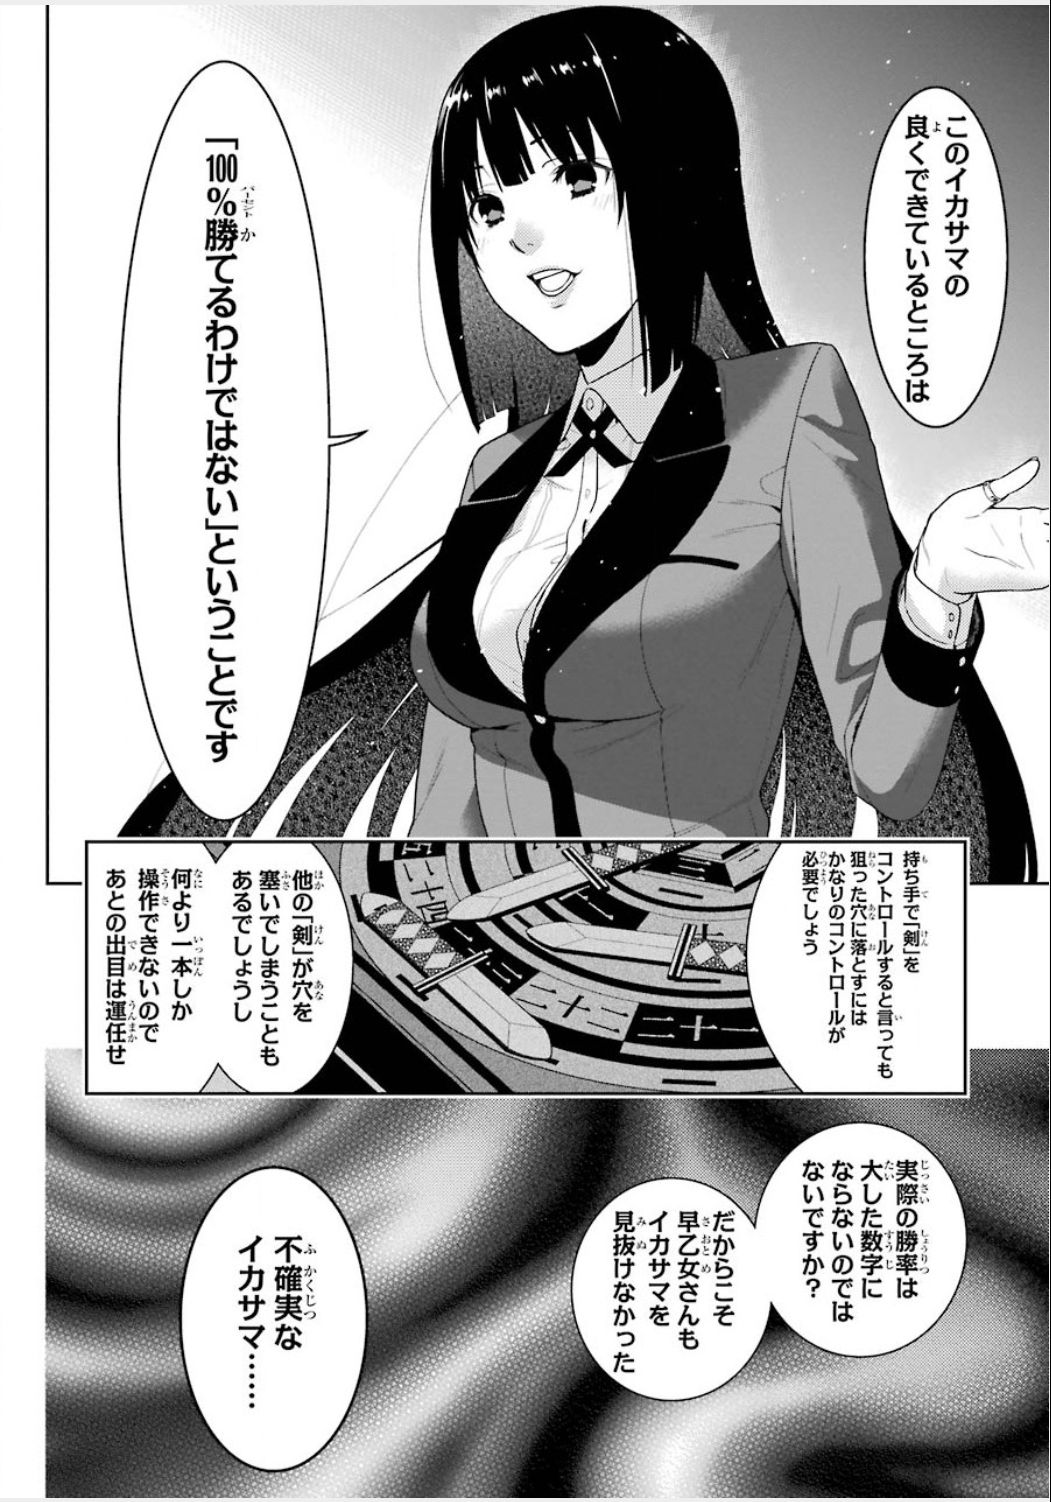 このイカサマの
良くできているところは
「100％勝てるわけではない」ということです
持ち手で「剣」を
コントロールすると言っても
狙った穴に落とすには
かなりのコントロールが
必要でしょう
他の「剣」が穴を
塞いでしまうことも
あるでしょうし
何より一本しか
操作できないので
あとの出目は運任せ
二十四
二十二
二十一
実際の勝率は
大した数字に
ならないのでは
ないですか？
だからこそ
早乙女さんも
イカサマを
見抜けなかった
不確実な
イカサマ……